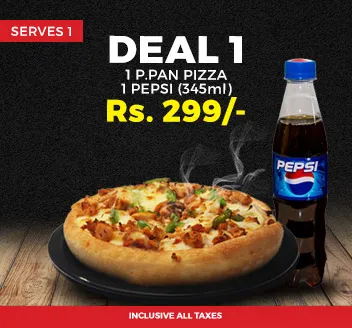 SERVES 1
DEAL 1
1 P.PAN PIZZA
1 PEPSI (345ml)
Rs. 299/-
PEPSI
INCLUSIVE ALL TAXES